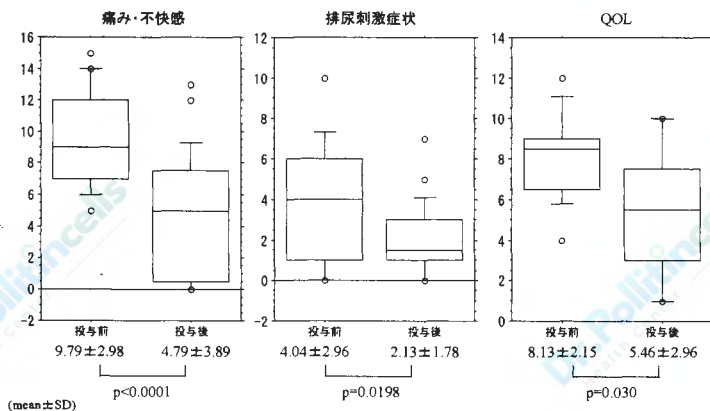 痛み・不快感
排尿刺激症状
QOL
16
14
12
10
8
6
4
2
0
-2
12
10
8
6
4
2
0
-2
14
12
10
8
6
4
2
0
投与前
投与後
投与前
投与後
投与前
投与後
9.79±2.98
4.79±3.89
4.04±2.96
2.13±1.78
8.13±2.15
5.46±2.96
p<0.0001
p=0.0198
p=0.030
(mean±SD)
Dr.Pollitincells
Health Center